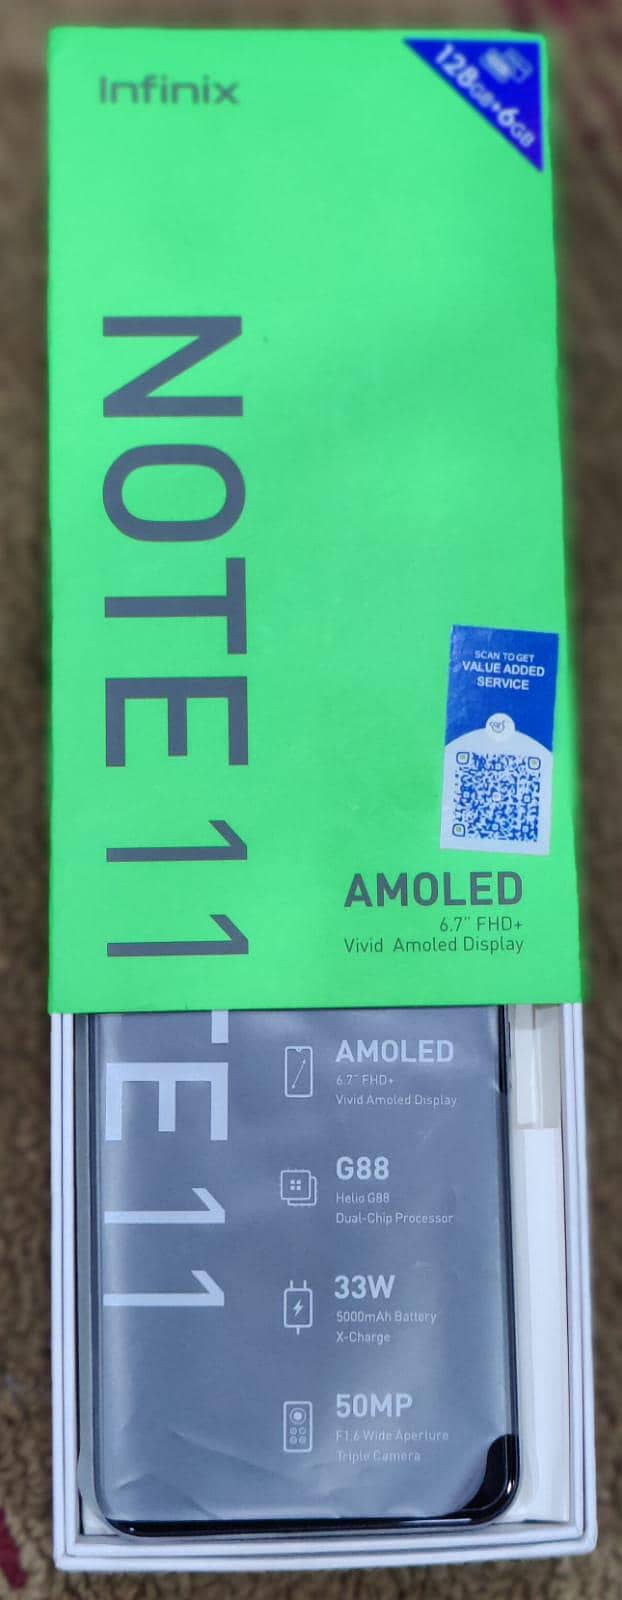 Infinix
128GB+6GB
NOTE 11
SCAN TO GET
VALUE ADDED
SERVICE
AMOLED
6.7" FHD+
Vivid Amoled Display
TE 11
AMOLED
6.7" FHD+
Vivid Amoled Display
G88
Helio G88
Dual-Chip Processor
33W
5000mAh Battery
X-Charge
50MP
F1.6 Wide Aperture
Triple Camera